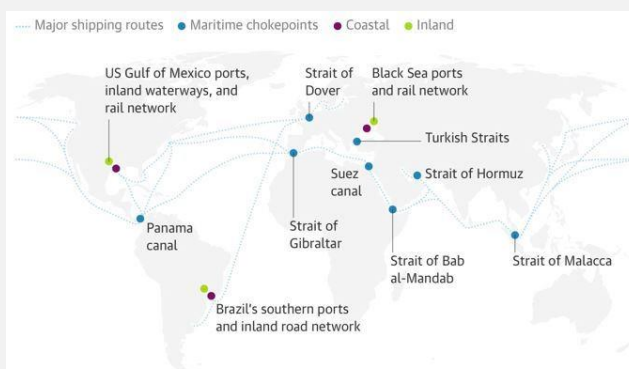 Major shipping routes Maritime chokepoints Coastal Inland
US Gulf of Mexico ports,
inland waterways, and
rail network
Strait of
Dover
Black Sea ports
and rail network
Turkish Straits
Suez
canal
Strait of Hormuz
Panama
canal
Strait of
Gibraltar
Strait of Bab
al-Mandab
Strait of Malacca
Brazil's southern ports
and inland road network